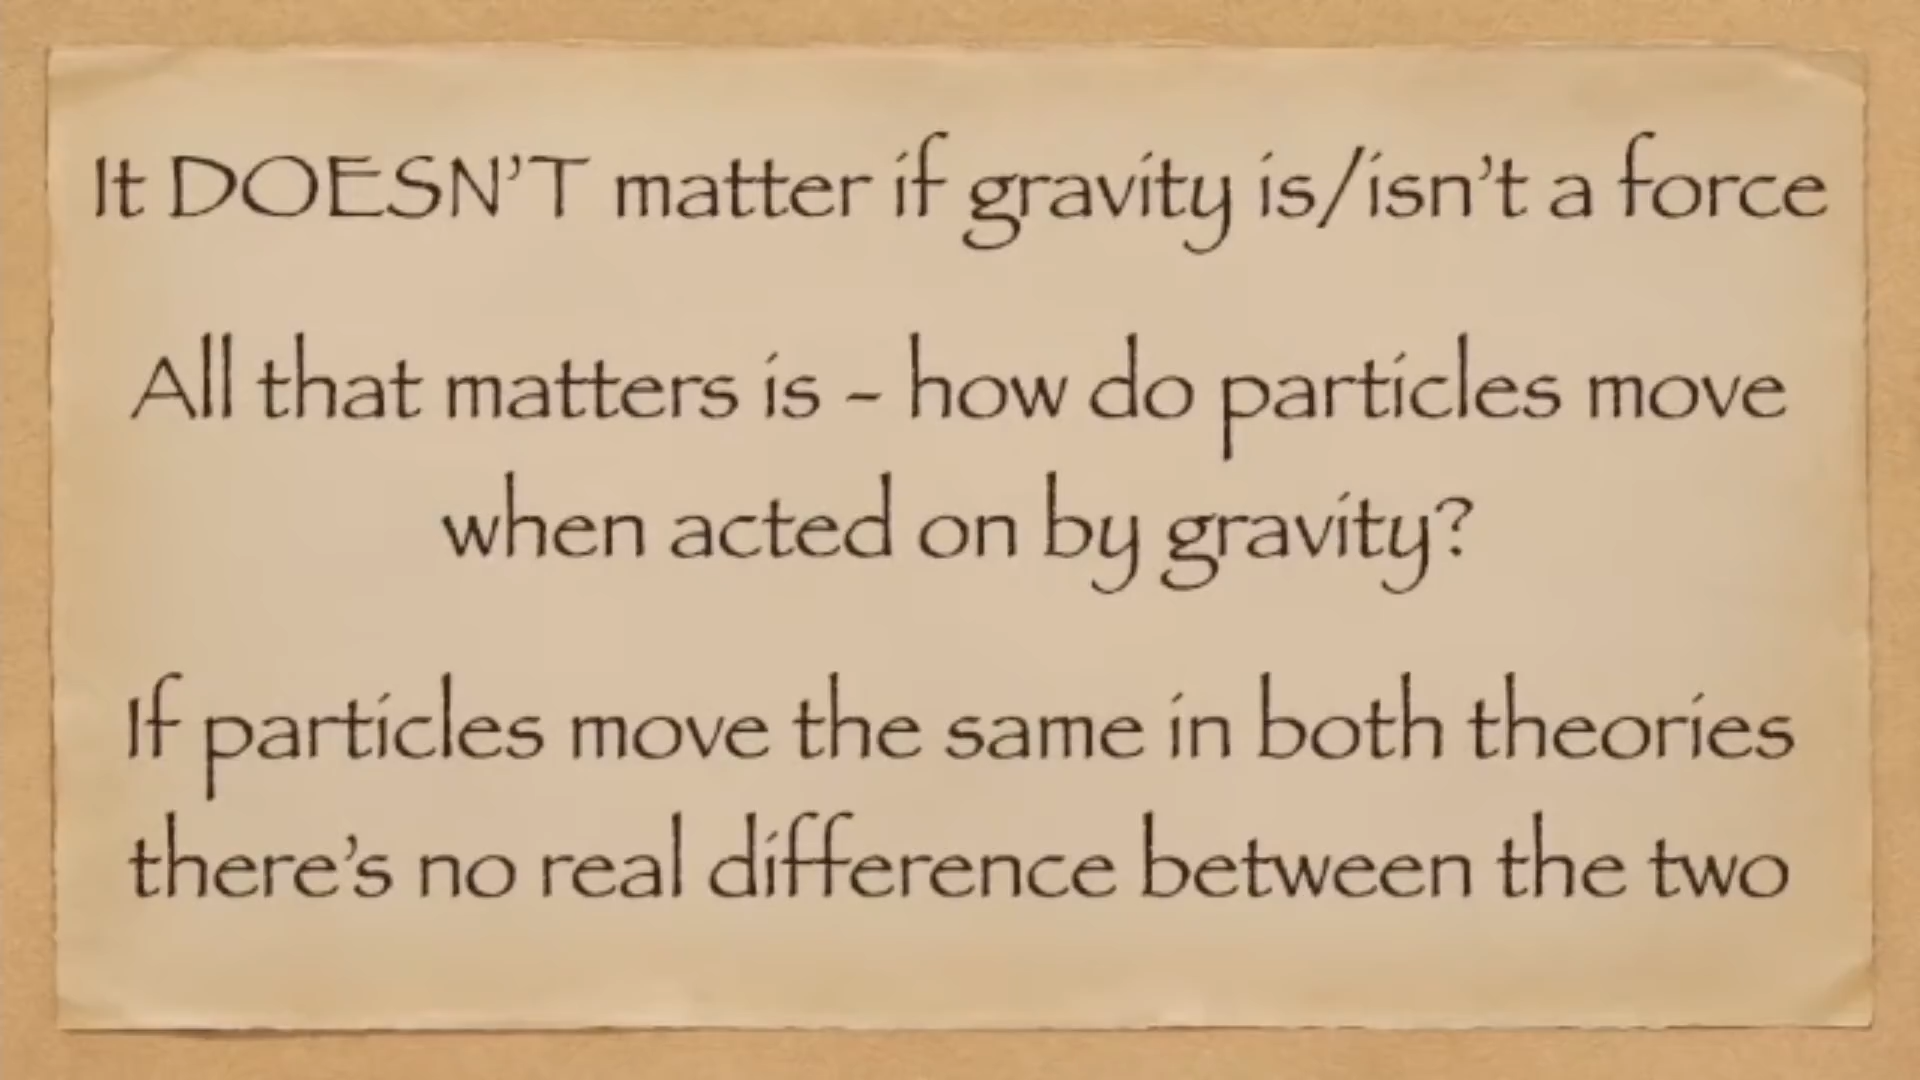 It DOESN'T matter if gravity is/isn't a force
All that matters is - how do particles move
when acted on by gravity?
If particles move the same in both theories
there's no real difference between the two